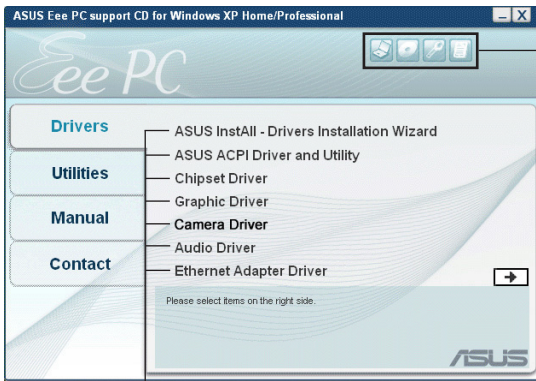 ASUS Eee PC support CD for Windows XP Home/Professional
Eee PC
Drivers
Utilities
Manual
Contact
ASUS InstAll - Drivers Installation Wizard
ASUS ACPI Driver and Utility
Chipset Driver
Graphic Driver
Camera Driver
Audio Driver
Ethernet Adapter Driver
Please select items on the right side.
ASUS